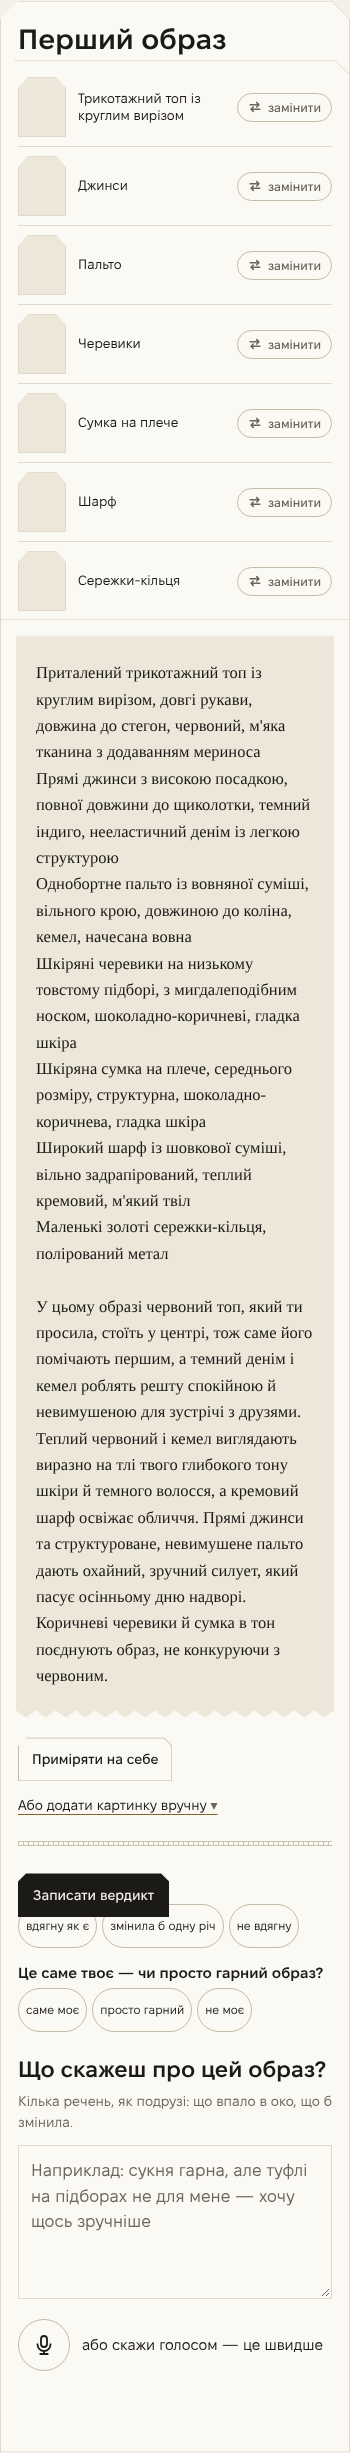 Перший образ
Трикотажний топ із
круглим вирізом
⇄ замінити
Джинси
⇄ замінити
Пальто
⇄ замінити
Черевики
⇄ замінити
Сумка на плече
⇄ замінити
Шарф
⇄ замінити
Сережки-кільця
⇄ замінити
Приталений трикотажний топ із
круглим вирізом, довгі рукави,
довжина до стегон, червоний, м'яка
тканина з додаванням мериноса
Прямі джинси з високою посадкою,
повної довжини до щиколотки, темний
індиго, нееластичний денім із легкою
структурою
Однобортне пальто із вовняної суміші,
вільного крою, довжиною до коліна,
кемел, начесана вовна
Шкіряні черевики на низькому
товстому підборі, з мигдалеподібним
носком, шоколадно-коричневі, гладка
шкіра
Шкіряна сумка на плече, середнього
розміру, структурна, шоколадно-
коричнева, гладка шкіра
Широкий шарф із шовкової суміші,
вільно задрапірований, теплий
кремовий, м'який твіл
Маленькі золоті сережки-кільця,
полірований метал
У цьому образі червоний топ, який ти
просила, стоїть у центрі, тож саме його
помічають першим, а темний денім і
кемел роблять решту спокійною й
невимушеною для зустрічі з друзями.
Теплий червоний і кемел виглядають
виразно на тлі твого глибокого тону
шкіри й темного волосся, а кремовий
шарф освіжає обличчя. Прямі джинси
та структуроване, невимушене пальто
дають охайний, зручний силует, який
пасує осінньому дню надворі.
Коричневі черевики й сумка в тон
поєднують образ, не конкуруючи з
червоним.
Приміряти на себе
Або додати картинку вручну ▾
Записати вердикт
вдягну як є
змінила б одну річ
не вдягну
Це саме твоє — чи просто гарний образ?
саме моє
просто гарний
не моє
Що скажеш про цей образ?
Кілька речень, як подрузі: що впало в око, що б
змінила.
Наприклад: сукня гарна, але туфлі
на підборах не для мене — хочу
щось зручніше
або скажи голосом — це швидше